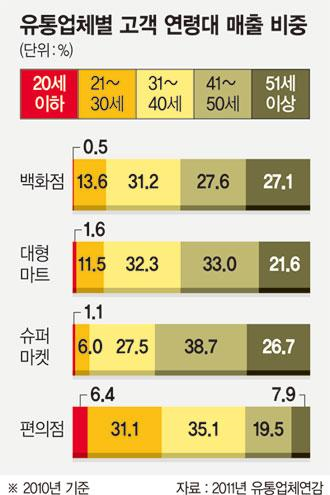 유통업체별 고객 연령대 매출 비중
(단위 : %)
20세 이하
21～30세
31～40세
41～50세
51세 이상
0.5
백화점 13.6 31.2 27.6 27.1
1.6
대형마트 11.5 32.3 33.0 21.6
1.1
슈퍼마켓 6.0 27.5 38.7 26.7
6.4 7.9
편의점 31.1 35.1 19.5
※ 2010년 기준 자료 : 2011년 유통업체연감